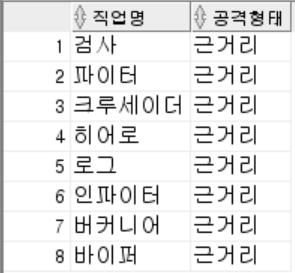 직업명 공격형태
1 검사 근거리
2 파이터 근거리
3 크루세이더 근거리
4 히어로 근거리
5 로그 근거리
6 인파이터 근거리
7 버커니어 근거리
8 바이퍼 근거리